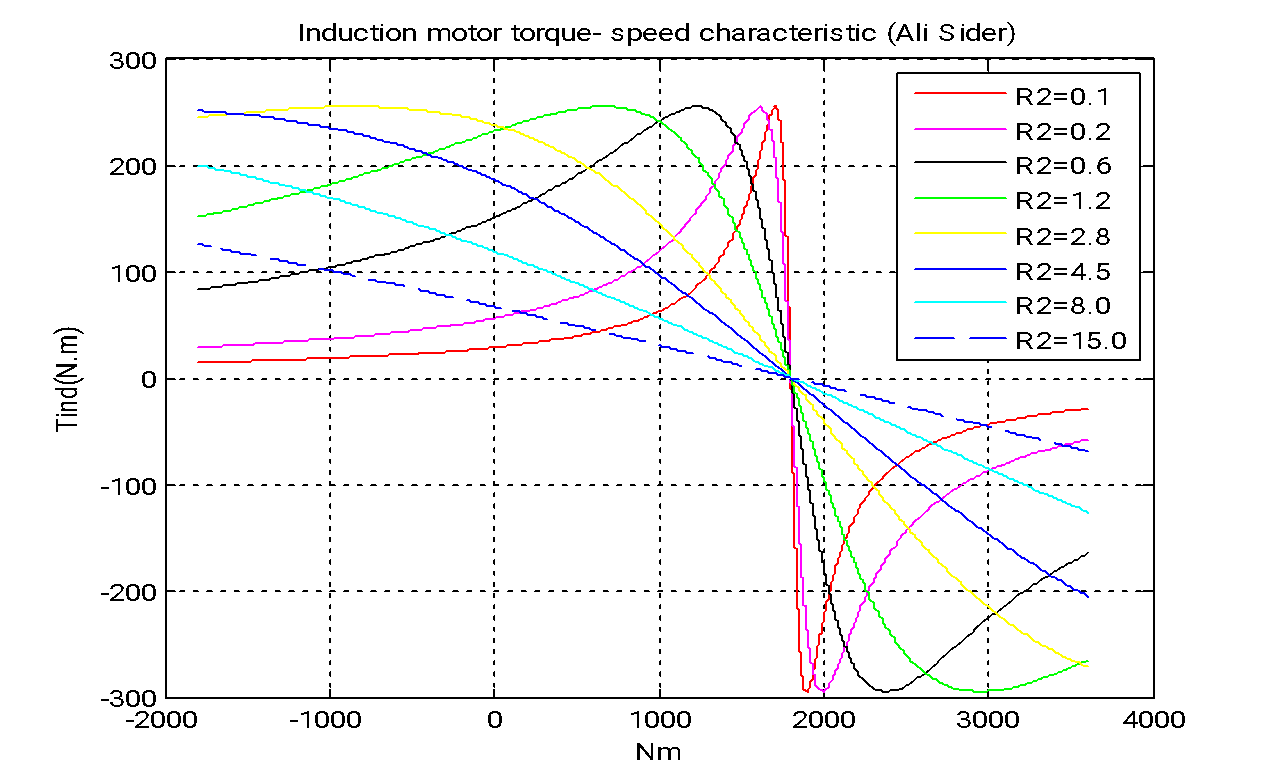 Induction motor torque- speed characteristic (Ali Sider)
300
200
100
0
-100
-200
-300
Tind(N.m)
-2000
-1000
0
1000
2000
3000
4000
Nm
R2=0.1
R2=0.2
R2=0.6
R2=1.2
R2=2.8
R2=4.5
R2=8.0
R2=15.0